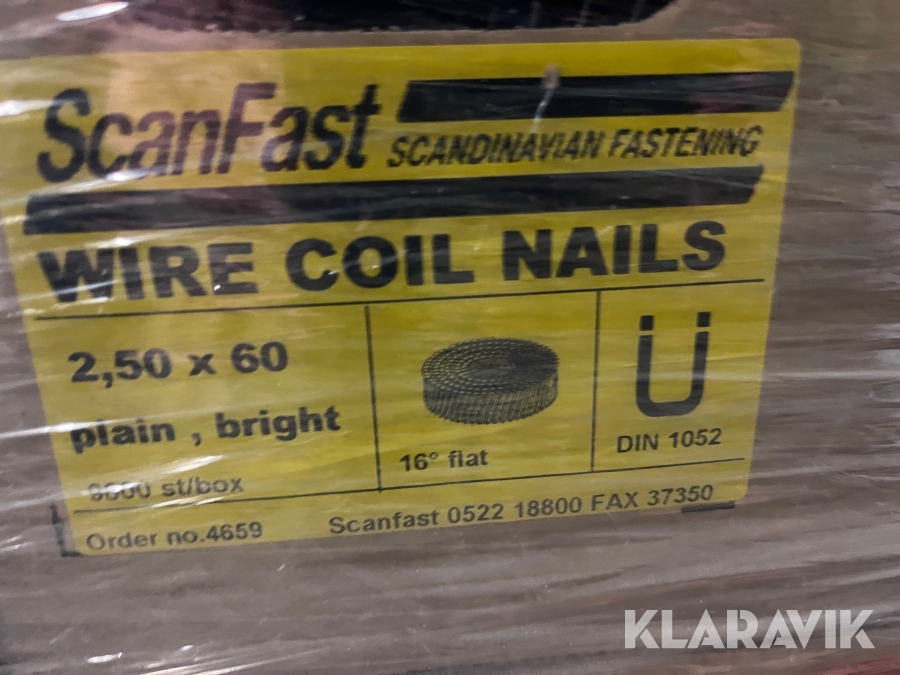 ScanFast
SCANDINAVIAN FASTENING
WIRE COIL NAILS
2,50 x 60
plain , bright
st/box
16° flat
Ü
DIN 1052
Order no.4659
Scanfast 0522 18800 FAX 37350
KLARAVIK